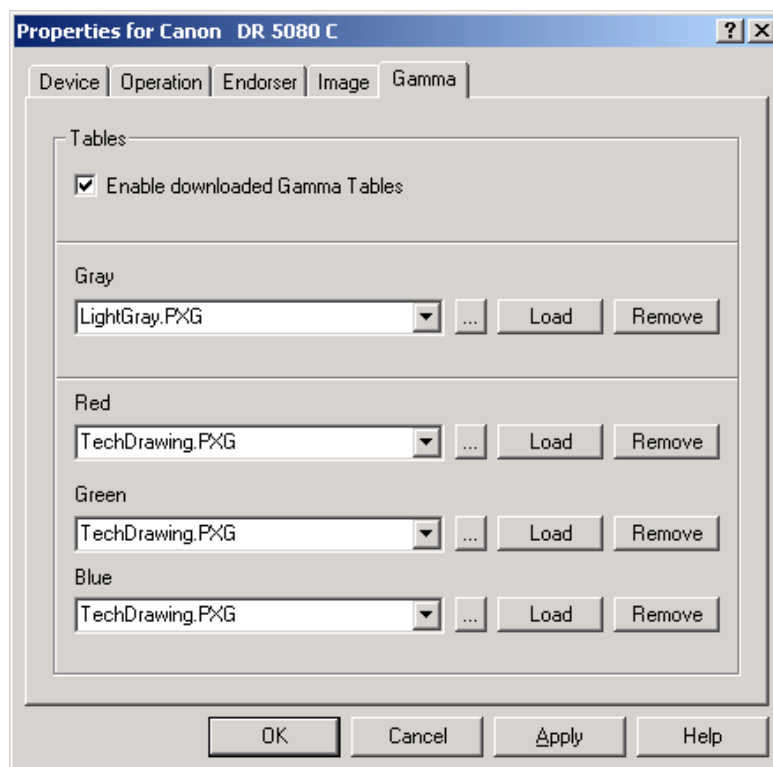 Properties for Canon DR 5080 C
Device Operation Endorser Image Gamma
Tables
Enable downloaded Gamma Tables
Gray
LightGray.PXG ... Load Remove
Red
TechDrawing.PXG ... Load Remove
Green
TechDrawing.PXG ... Load Remove
Blue
TechDrawing.PXG ... Load Remove
OK Cancel Apply Help